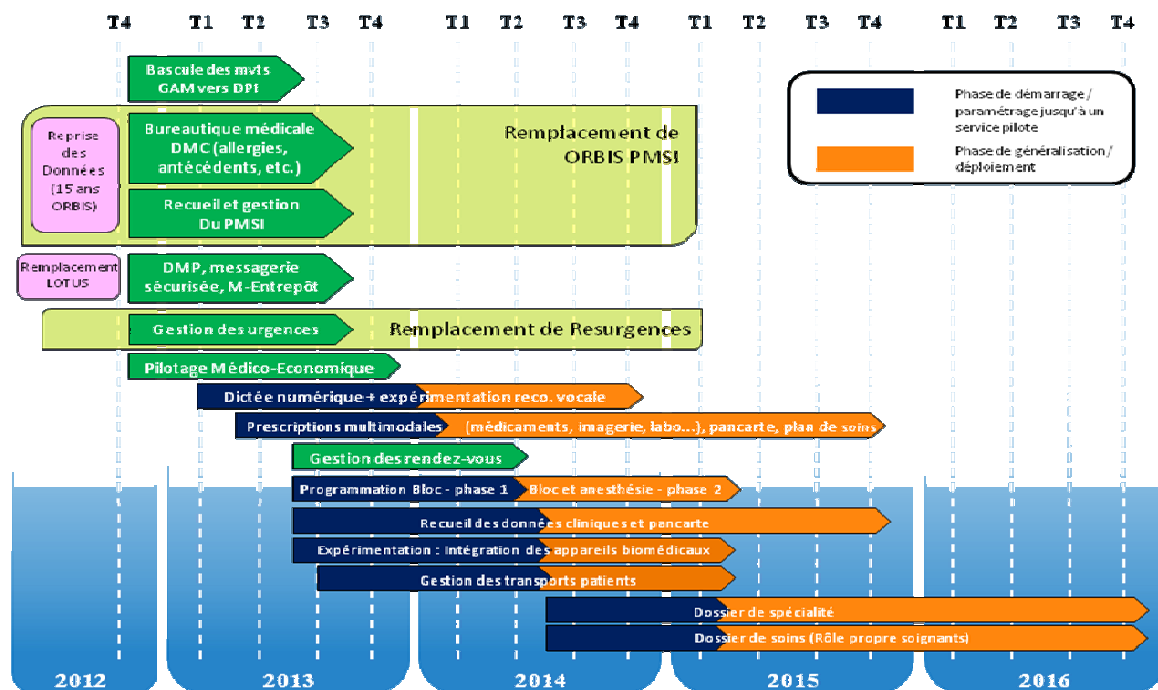 T4 T1 T2 T3 T4 T1 T2 T3 T4 T1 T2 T3 T4 T1 T2 T3 T4
Bascule des mvts
GAM vers DPI
Phase de démarrage /
paramétrage jusqu'à un
service pilote
Phase de généralisation /
déploiement
Reprise
des
Données
(15 ans
ORBIS)
Bureautique médicale
DMC (allergies,
antécédents, etc.)
Remplacement de
ORBIS PMSI
Recueil et gestion
Du PMSI
Remplacement
LOTUS
DMP, messagerie
sécurisée, M-Entrepôt
Gestion des urgences
Remplacement de Resurgences
Pilotage Médico-Economique
Dictée numérique + expérimentation reco. vocale
Prescriptions multimodales (médicaments, imagerie, labo...), pancarte, plan de soins
Gestion des rendez-vous
Programmation Bloc - phase 1 Bloc et anesthésie - phase 2
Recueil des données cliniques et pancarte
Expérimentation : Intégration des appareils biomédicaux
Gestion des transports patients
Dossier de spécialité
Dossier de soins (Rôle propre soignants)
2012 2013 2014 2015 2016